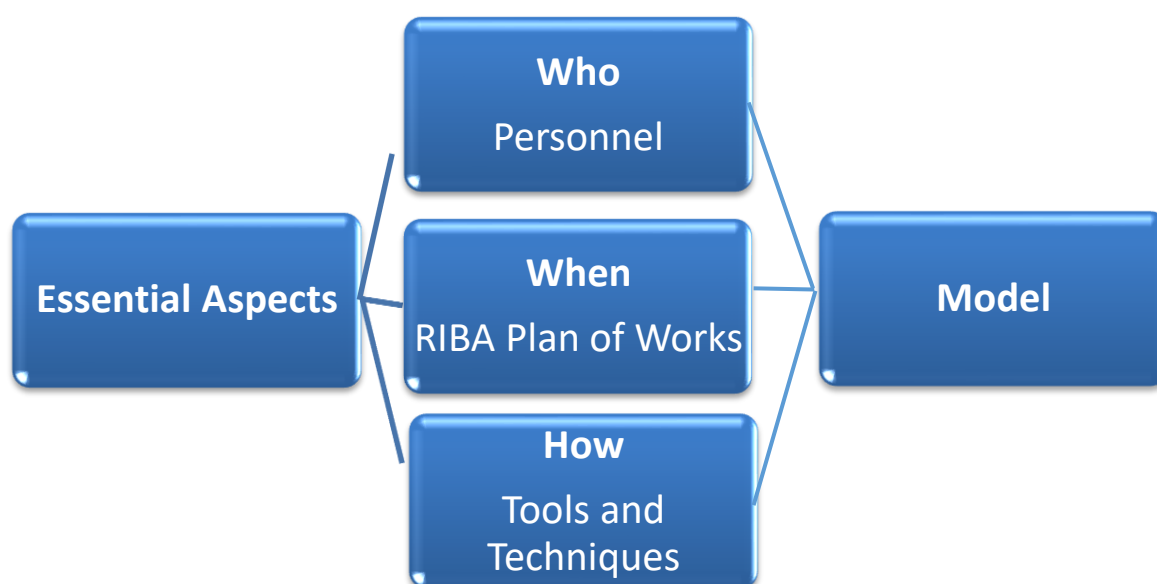 Essential Aspects
Who
Personnel
When
RIBA Plan of Works
How
Tools and
Techniques
Model